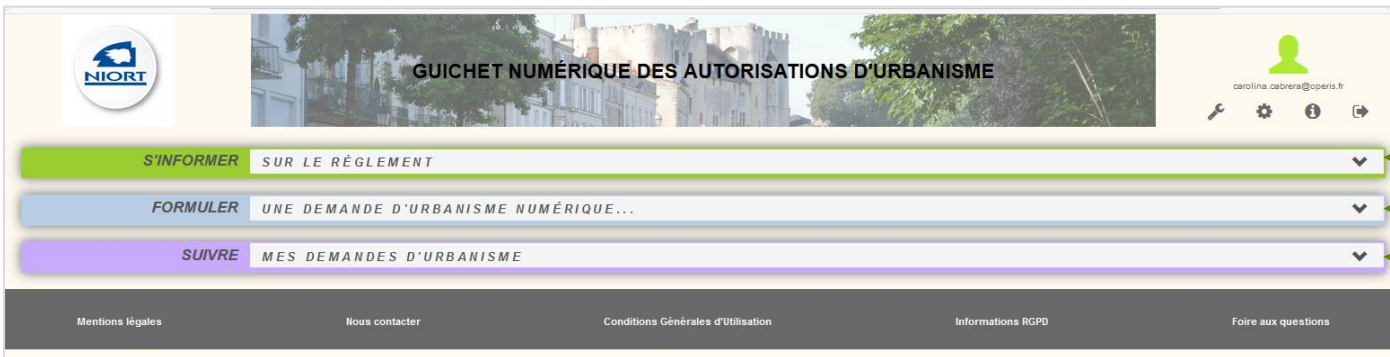 NIORT
GUICHET NUMÉRIQUE DES AUTORISATIONS D'URBANISME
carolina.cabrera@operis.fr
S'INFORMER SUR LE RÈGLEMENT
FORMULER UNE DEMANDE D'URBANISME NUMÉRIQUE...
SUIVRE MES DEMANDES D'URBANISME
Mentions légales Nous contacter Conditions Générales d'Utilisation Informations RGPD Foire aux questions